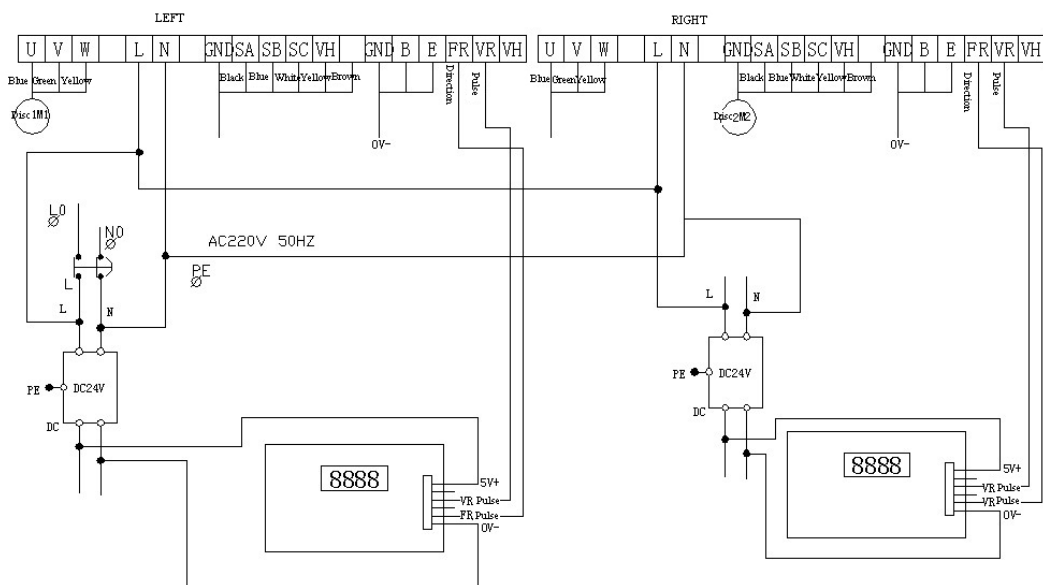 LEFT
RIGHT
U V W L N GND SA SB SC VH GND B E FR VR VH
U V W L N GND SA SB SC VH GND B E FR VR VH
Blue Green Yellow
Black Blue White Yellow Brown
Direction
Pulse
Blue Green Yellow
Black Blue White Yellow Brown
Direction
Pulse
Disc 1M1
Disc2M2
0V-
0V-
L0
N0
AC220V 50HZ
PE
L
L N
L N
PE
DC24V
PE
DC24V
DC
DC
8888
5V+
VR Pulse
FR Pulse
0V-
8888
5V+
VR Pulse
VR Pulse
0V-